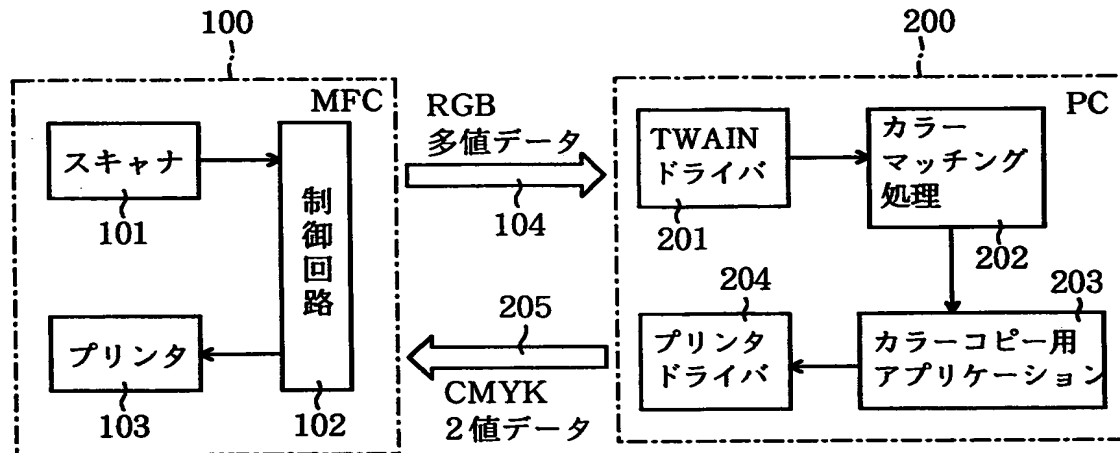 100
200
MFC
PC
スキャナ
101
制御回路
102
プリンタ
103
RGB
多値データ
104
205
CMYK
2値データ
TWAIN
ドライバ
201
カラー
マッチング
処理
202
204
プリンタ
ドライバ
203
カラーコピー用
アプリケーション